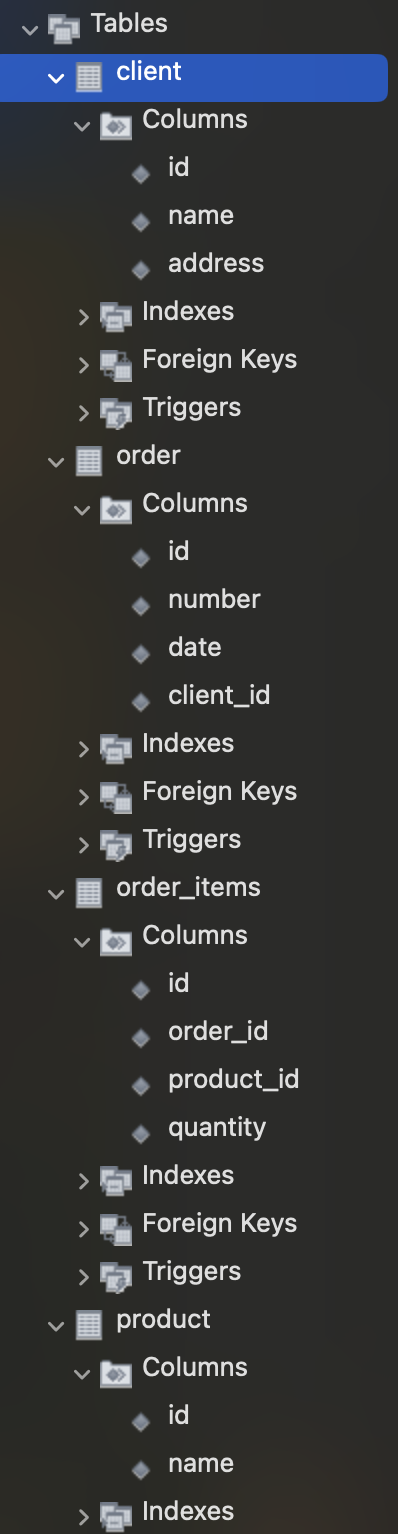 Tables
client
Columns
id
name
address
Indexes
Foreign Keys
Triggers
order
Columns
id
number
date
client_id
Indexes
Foreign Keys
Triggers
order_items
Columns
id
order_id
product_id
quantity
Indexes
Foreign Keys
Triggers
product
Columns
id
name
Indexes